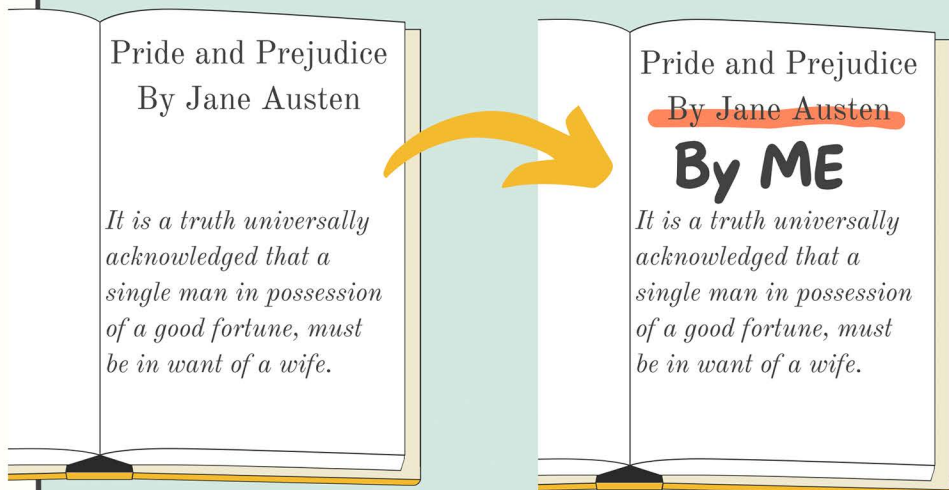 Pride and Prejudice
By Jane Austen
It is a truth universally
acknowledged that a
single man in possession
of a good fortune, must
be in want of a wife.
Pride and Prejudice
By Jane Austen
By ME
It is a truth universally
acknowledged that a
single man in possession
of a good fortune, must
be in want of a wife.